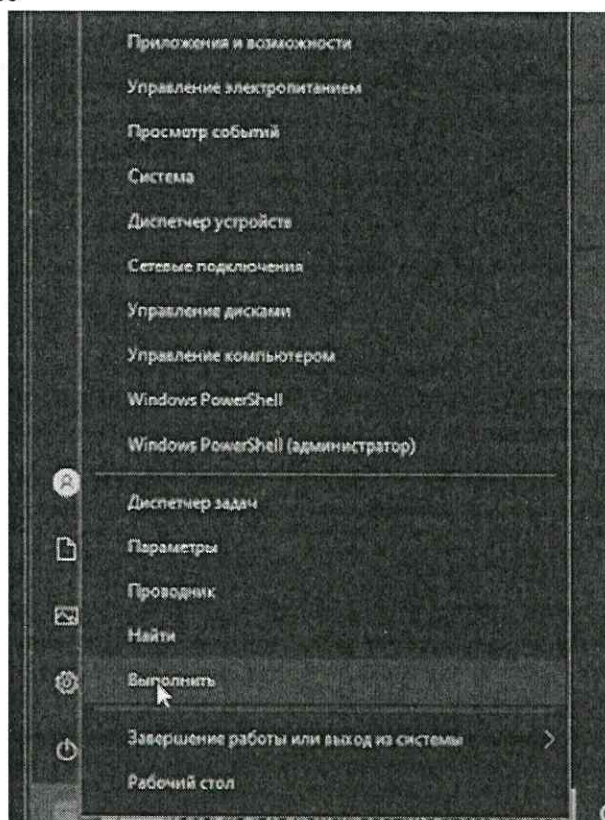 Приложения и возможности
Управление электропитанием
Просмотр событий
Система
Диспетчер устройств
Сетевые подключения
Управление дисками
Управление компьютером
Windows PowerShell
Windows PowerShell (администратор)
Диспетчер задач
Параметры
Проводник
Найти
Выполнить
Завершение работы или выход из системы
Рабочий стол